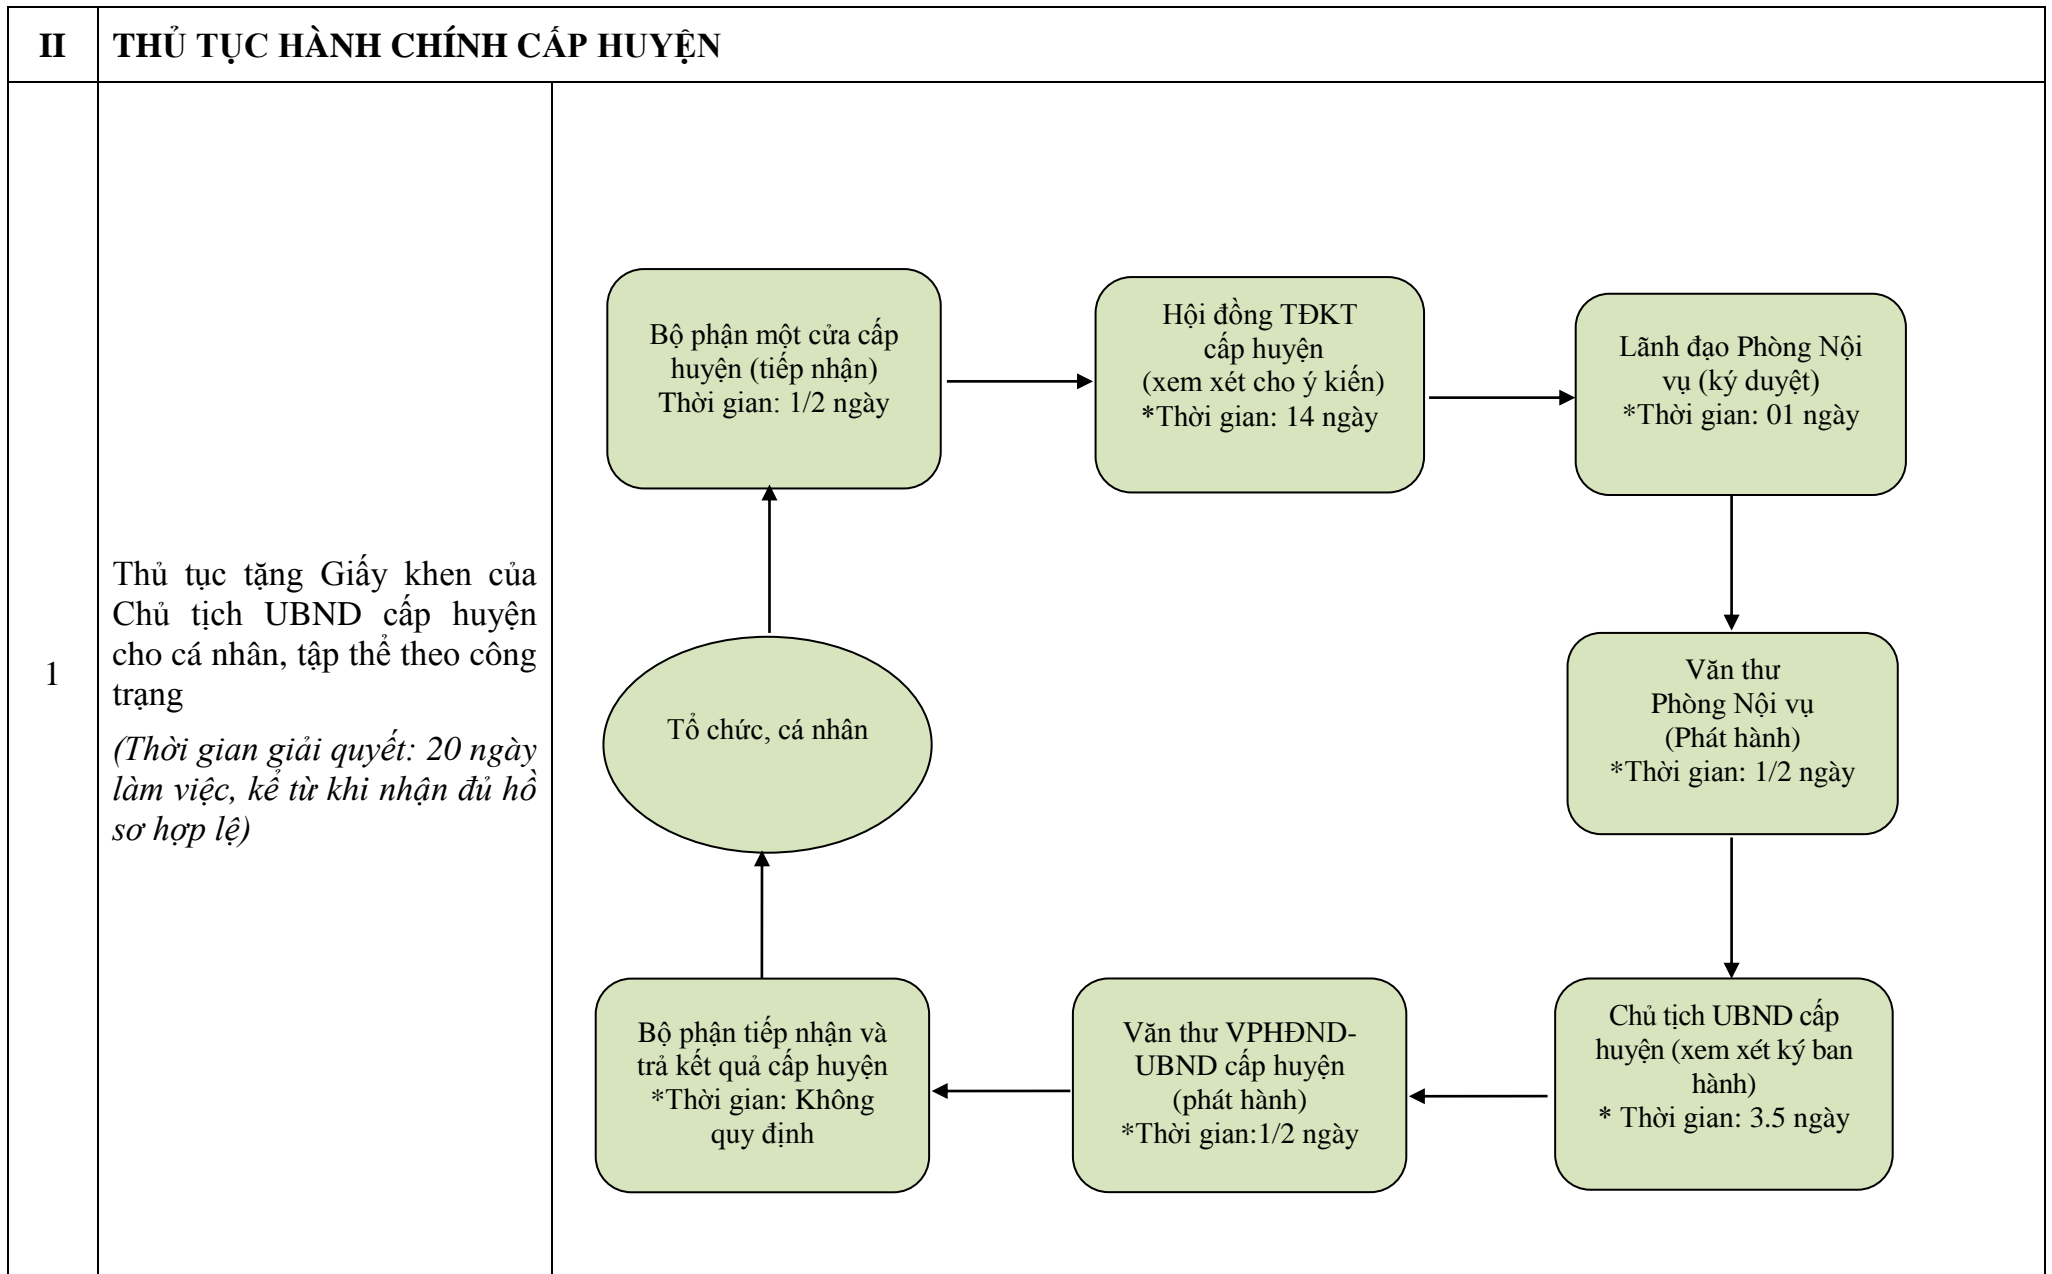 II THỦ TỤC HÀNH CHÍNH CẤP HUYỆN
1
Thủ tục tặng Giấy khen của
Chủ tịch UBND cấp huyện
cho cá nhân, tập thể theo công
trạng
(Thời gian giải quyết: 20 ngày
làm việc, kể từ khi nhận đủ hồ
sơ hợp lệ)
Bộ phận một cửa cấp
huyện (tiếp nhận)
Thời gian: 1/2 ngày
Hội đồng TĐKT
cấp huyện
(xem xét cho ý kiến)
*Thời gian: 14 ngày
Lãnh đạo Phòng Nội
vụ (ký duyệt)
*Thời gian: 01 ngày
Tổ chức, cá nhân
Văn thư
Phòng Nội vụ
(Phát hành)
*Thời gian: 1/2 ngày
Bộ phận tiếp nhận và
trả kết quả cấp huyện
*Thời gian: Không
quy định
Văn thư VPHĐND-
UBND cấp huyện
(phát hành)
*Thời gian:1/2 ngày
Chủ tịch UBND cấp
huyện (xem xét ký ban
hành)
* Thời gian: 3.5 ngày